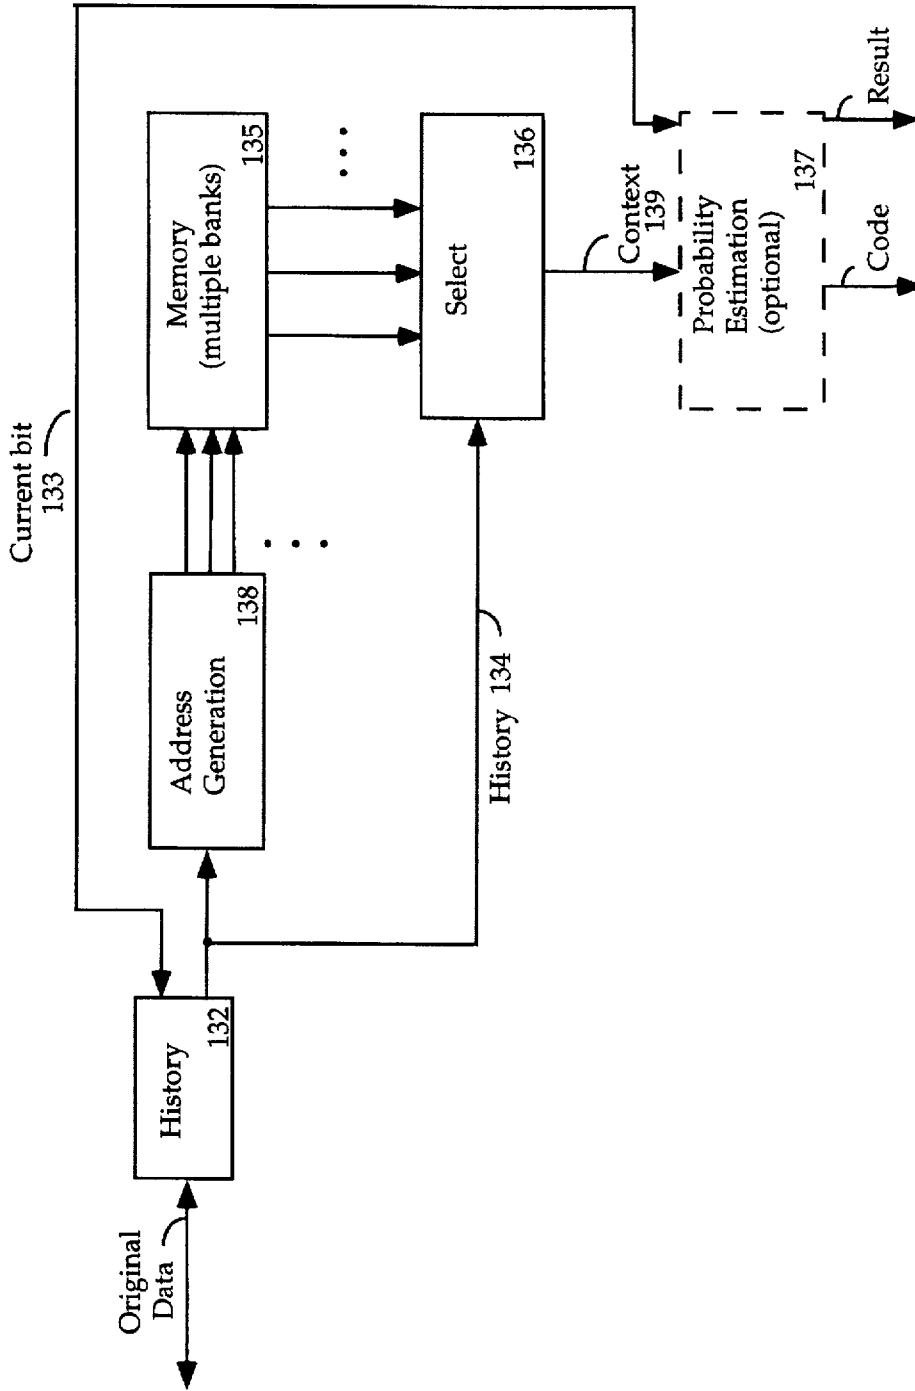 Current bit
133
Original
Data
History
132
Address
Generation
138
Memory
(multiple banks)
135
History 134
Select
136
Context
139
Probability
Estimation
(optional)
137
Code
Result